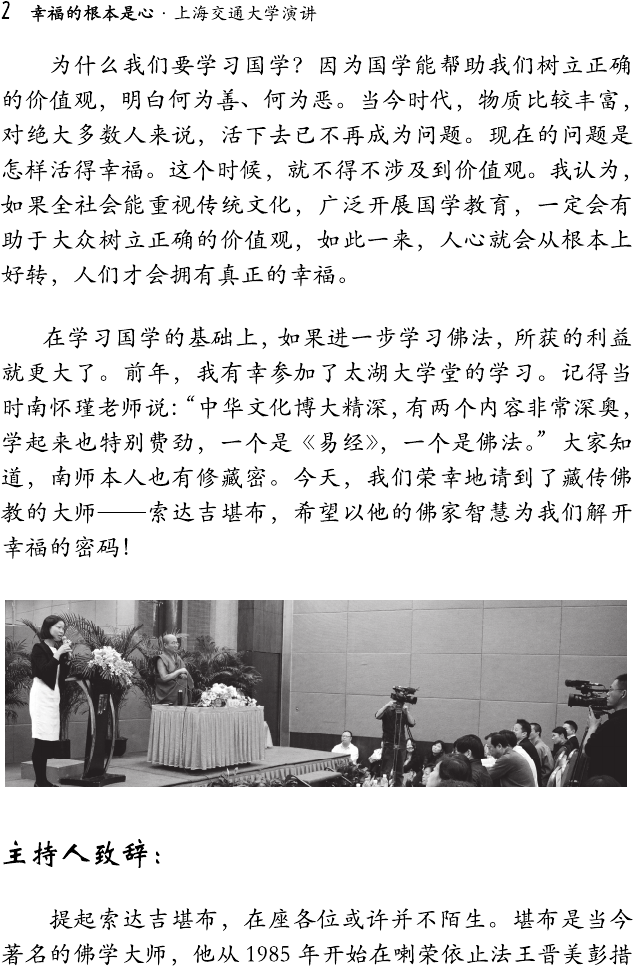 2 幸福的根本是心·上海交通大学演讲
为什么我们要学习国学？因为国学能帮助我们树立正确
的价值观，明白何为善、何为恶。当今时代，物质比较丰富，
对绝大多数人来说，活下去已不再成为问题。现在的问题是
怎样活得幸福。这个时候，就不得不涉及到价值观。我认为，
如果全社会能重视传统文化，广泛开展国学教育，一定会有
助于大众树立正确的价值观，如此一来，人心就会从根本上
好转，人们才会拥有真正的幸福。
在学习国学的基础上，如果进一步学习佛法，所获的利益
就更大了。前年，我有幸参加了太湖大学堂的学习。记得当
时南怀瑾老师说：“中华文化博大精深，有两个内容非常深奥，
学起来也特别费劲，一个是《易经》，一个是佛法。”大家知
道，南师本人也有修藏密。今天，我们荣幸地请到了藏传佛
教的大师——索达吉堪布，希望以他的佛家智慧为我们解开
幸福的密码！
主持人致辞：
提起索达吉堪布，在座各位或许并不陌生。堪布是当今
著名的佛学大师，他从1985年开始在喇荣依止法王晋美彭措